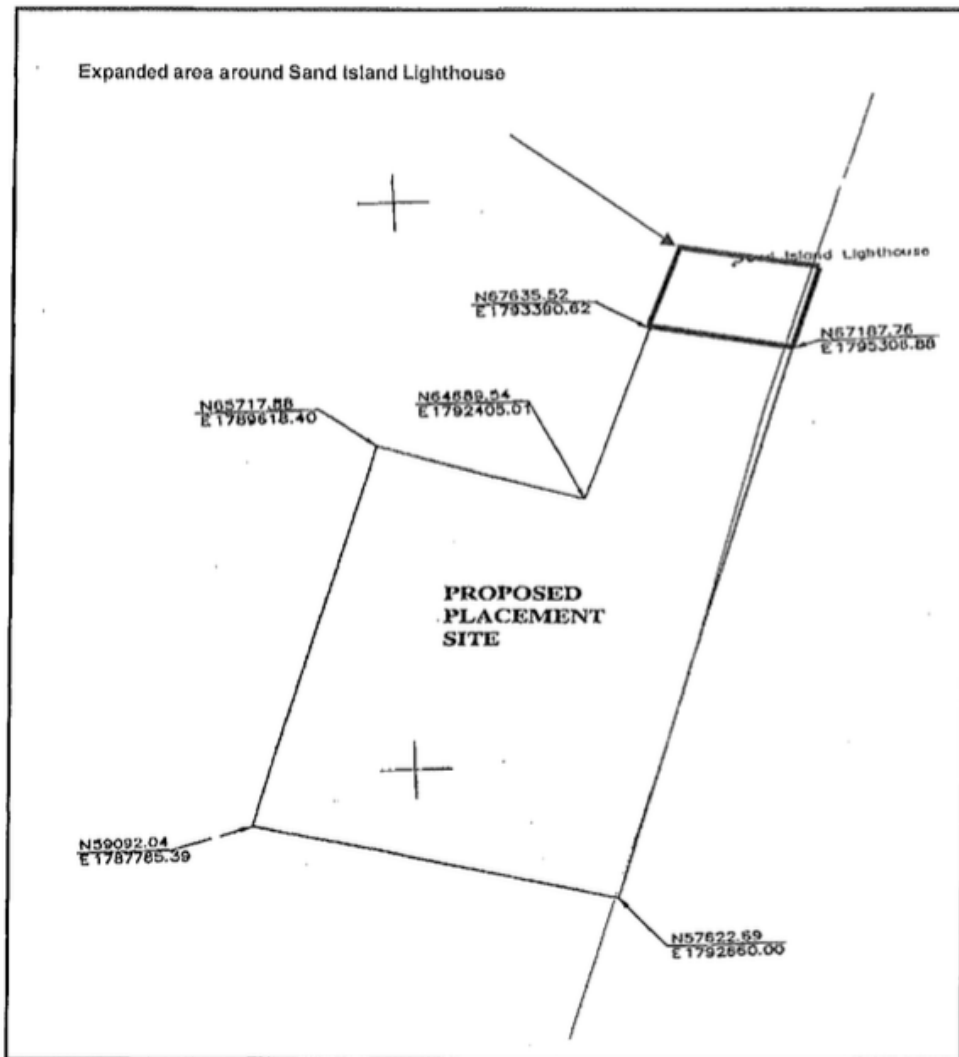 Expanded area around Sand Island Lighthouse
Island Lighthouse
N67635.52
E1793390.62
N67187.76
E1795308.88
N65717.88
E1789618.40
N64689.54
E1792405.01
PROPOSED
PLACEMENT
SITE
N59092.04
E1787785.39
N57622.69
E1792860.00